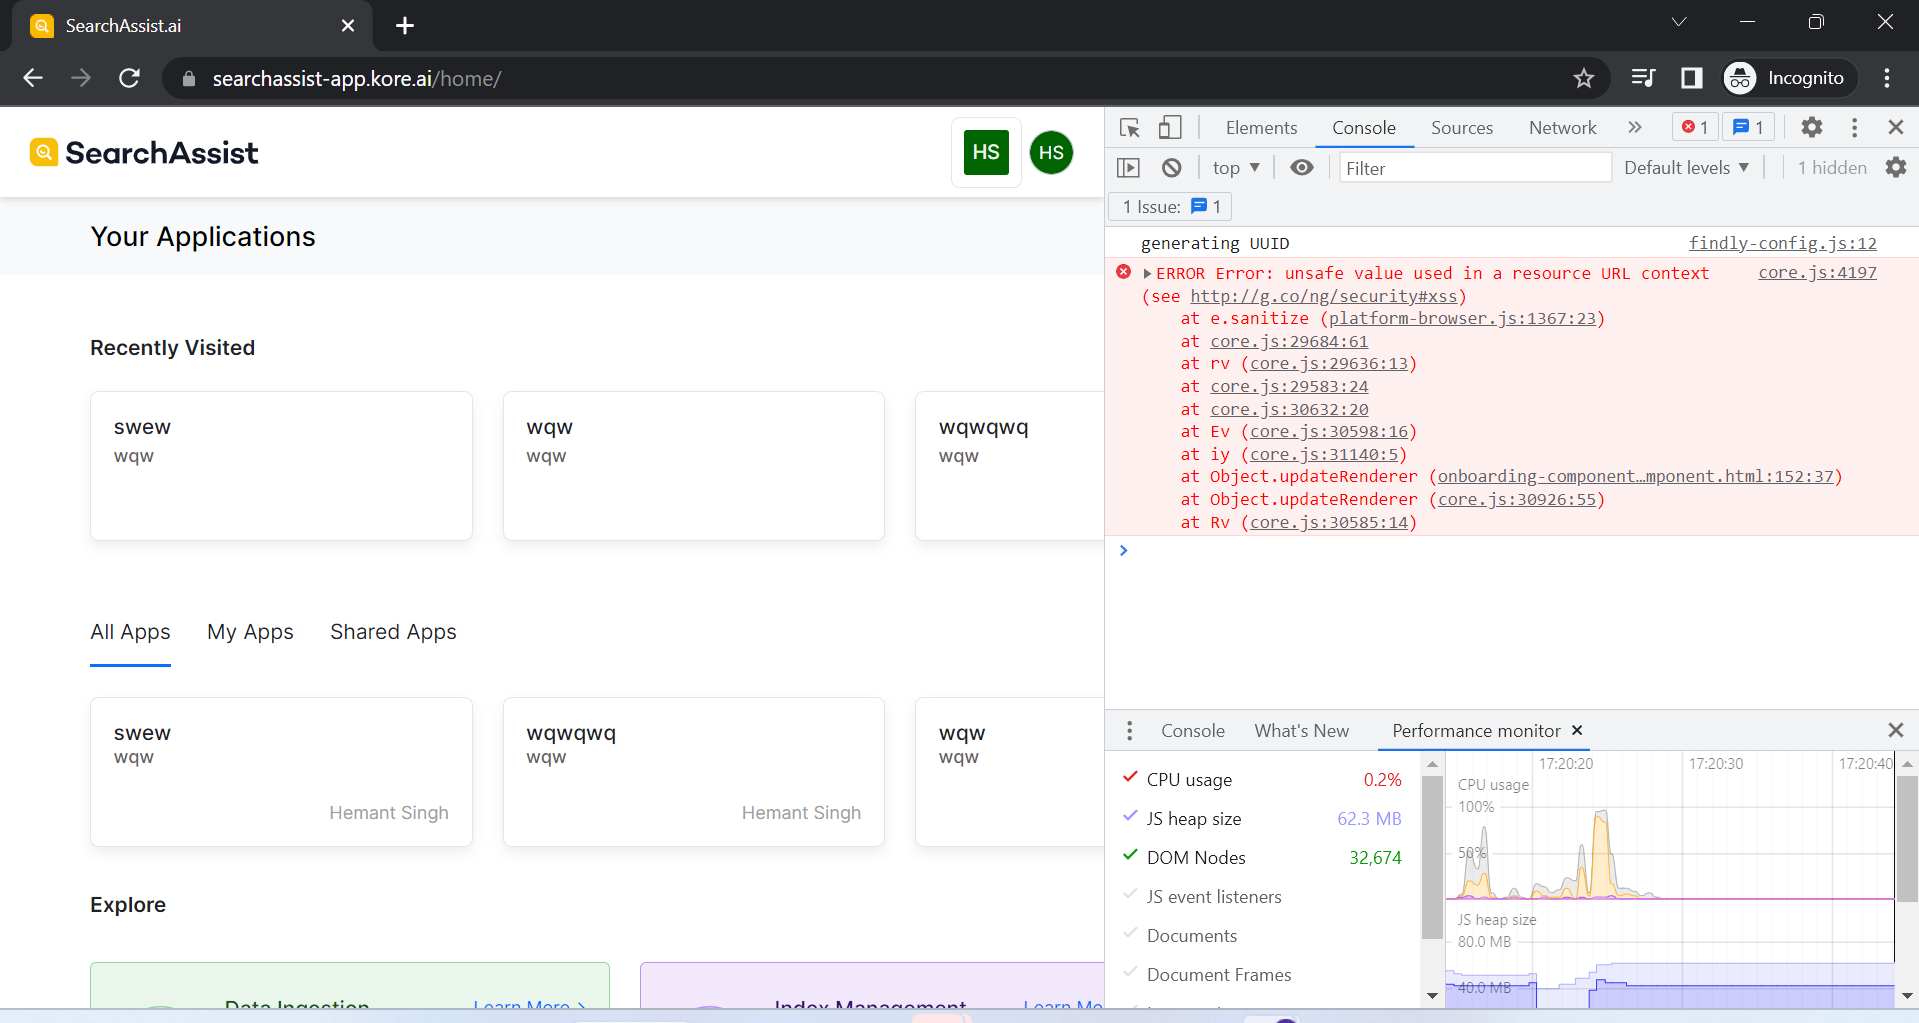 SearchAssist.ai
searchassist-app.kore.ai/home/
Incognito
SearchAssist
HS
HS
Your Applications
Recently Visited
swew
wqw
wqw
wqw
wqwqwq
wqw
All Apps
My Apps
Shared Apps
swew
wqw
Hemant Singh
wqwqwq
wqw
Hemant Singh
wqw
wqw
Explore
Data Ingestion
Learn More >
Index Management
Learn Mo
Elements
Console
Sources
Network
1
1
top
Filter
Default levels
1 hidden
1 Issue: 1
generating UUID findly-config.js:12
ERROR Error: unsafe value used in a resource URL context core.js:4197
(see http://g.co/ng/security#xss)
at e.sanitize (platform-browser.js:1367:23)
at core.js:29684:61
at rv (core.js:29636:13)
at core.js:29583:24
at core.js:30632:20
at Ev (core.js:30598:16)
at iy (core.js:31140:5)
at Object.updateRenderer (onboarding-component…mponent.html:152:37)
at Object.updateRenderer (core.js:30926:55)
at Rv (core.js:30585:14)
Console
What's New
Performance monitor
CPU usage 0.2%
JS heap size 62.3 MB
DOM Nodes 32,674
JS event listeners
Documents
Document Frames
17:20:20
17:20:30
17:20:40
CPU usage
100%
50%
JS heap size
80.0 MB
40.0 MB